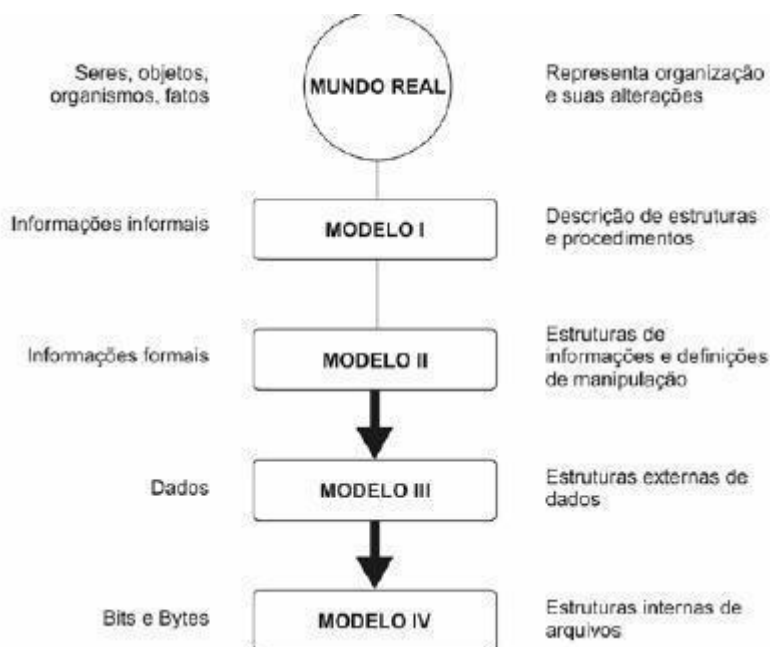 Seres, objetos,
organismos, fatos
MUNDO REAL
Representa organização
e suas alterações
Informações informais
MODELO I
Descrição de estruturas
e procedimentos
Informações formais
MODELO II
Estruturas de
informações e definições
de manipulação
Dados
MODELO III
Estruturas externas de
dados
Bits e Bytes
MODELO IV
Estruturas internas de
arquivos